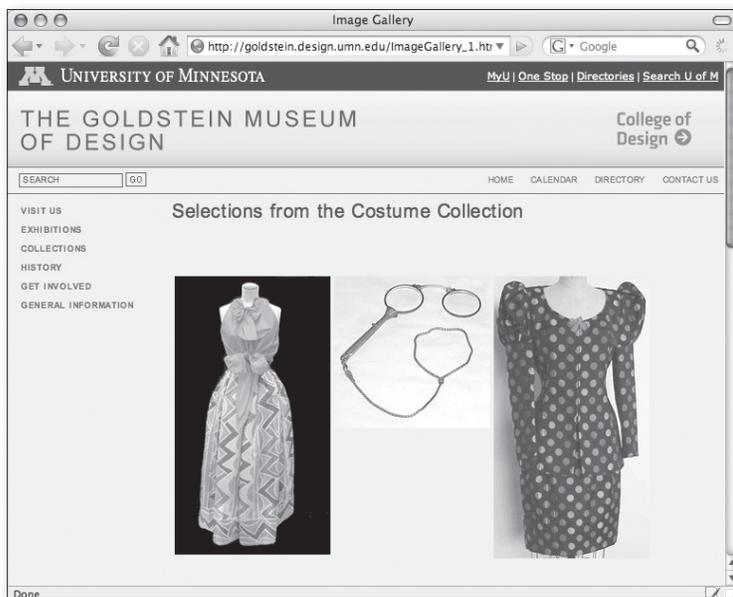 Image Gallery
http://goldstein.design.umn.edu/ImageGallery_1.htr
G Google
M UNIVERSITY OF MINNESOTA
MyU | One Stop | Directories | Search U of M
THE GOLDSTEIN MUSEUM
OF DESIGN
College of
Design
SEARCH GO
HOME CALENDAR DIRECTORY CONTACT US
VISIT US
EXHIBITIONS
COLLECTIONS
HISTORY
GET INVOLVED
GENERAL INFORMATION
Selections from the Costume Collection
Done